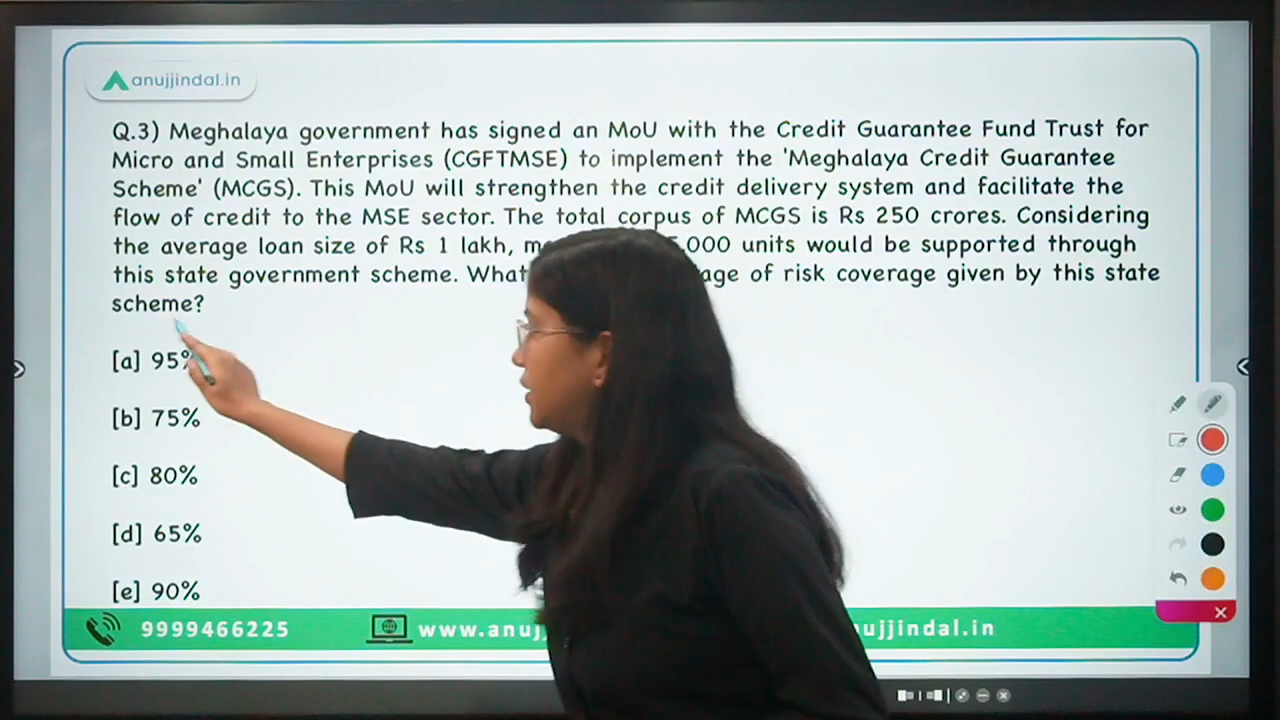 anujjindal.in
Q.3) Meghalaya government has signed an MoU with the Credit Guarantee Fund Trust for
Micro and Small Enterprises (CGFTMSE) to implement the 'Meghalaya Credit Guarantee
Scheme' (MCGS). This MoU will strengthen the credit delivery system and facilitate the
flow of credit to the MSE sector. The total corpus of MCGS is Rs 250 crores. Considering
the average loan size of Rs 1 lakh, 000 units would be supported through
this state government scheme. What of risk coverage given by this state
scheme?
[a] 95%
[b] 75%
[c] 80%
[d] 65%
[e] 90%
9999466225
www.anujj ujjindal.in